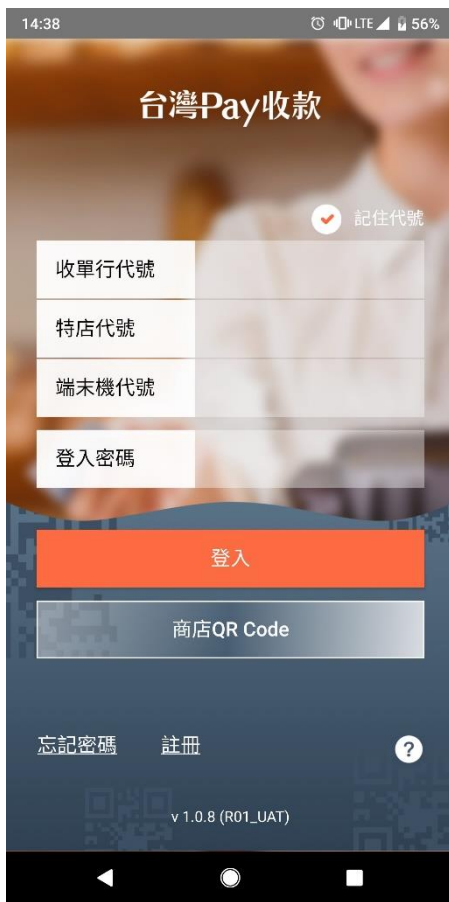 14:38
LTE 56%
台灣Pay收款
記住代號
收單行代號
特店代號
端末機代號
登入密碼
登入
商店QR Code
忘記密碼 註冊 ?
v 1.0.8 (R01_UAT)